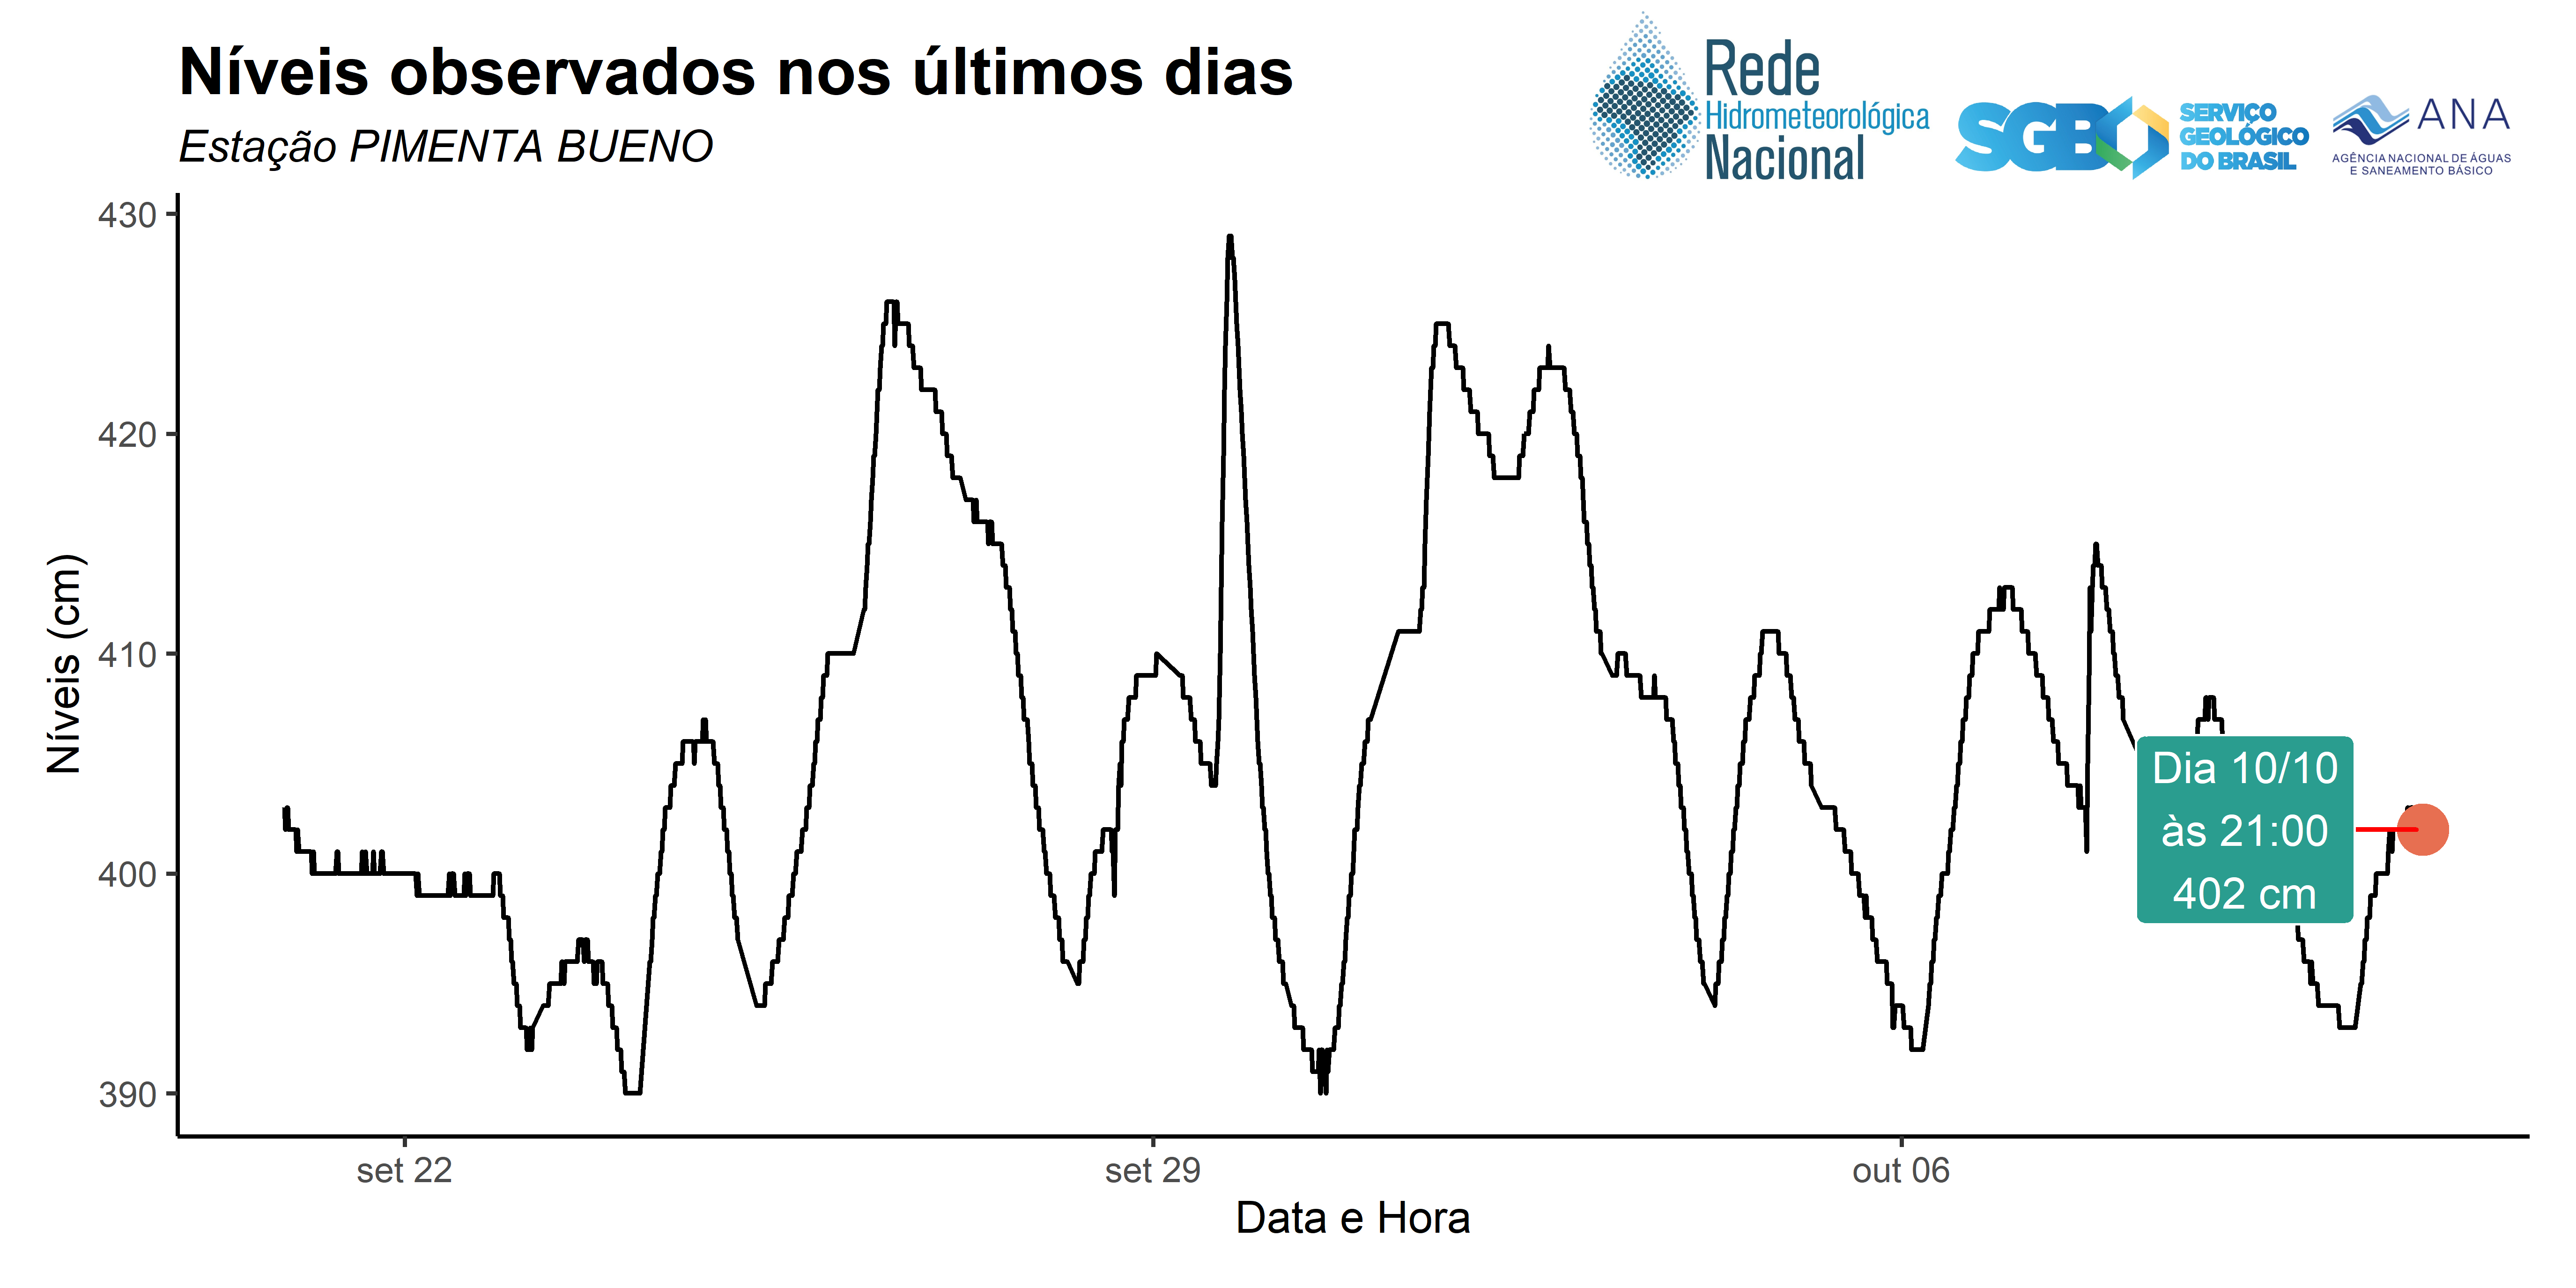 Níveis observados nos últimos dias
Estação PIMENTA BUENO
Rede
Hidrometeorológica
Nacional
SGB
SERVIÇO
GEOLÓGICO
DO BRASIL
ANA
AGÊNCIA NACIONAL DE ÁGUAS
E SANEAMENTO BÁSICO
430
420
410
400
390
Níveis (cm)
Dia 10/10
às 21:00
402 cm
set 22
set 29
out 06
Data e Hora